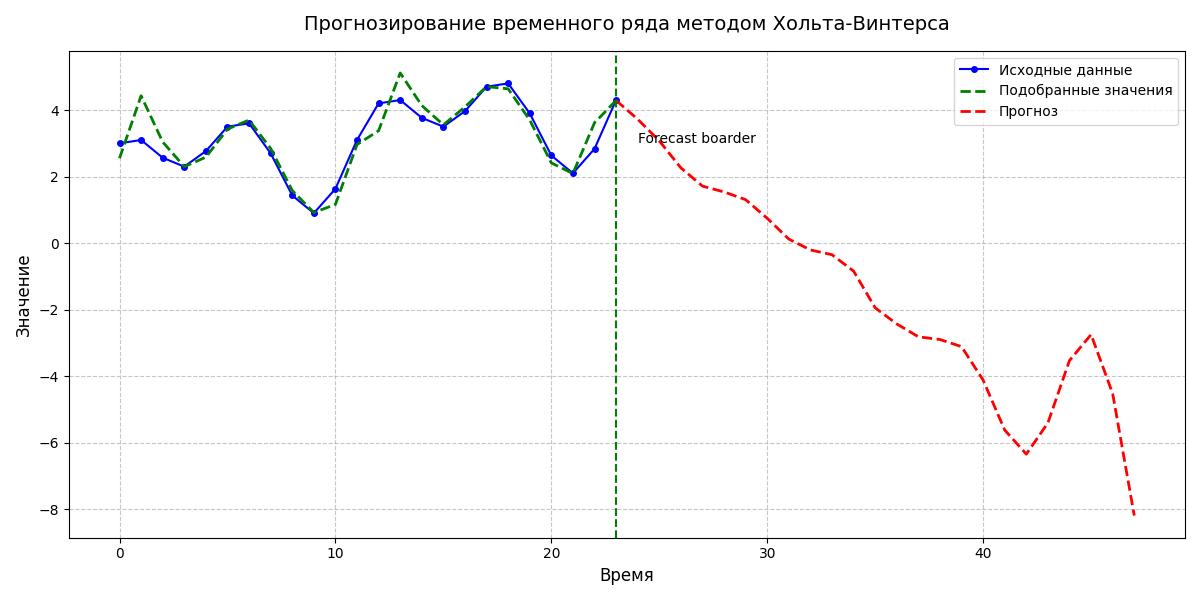 Прогнозирование временного ряда методом Хольта-Винтерса
Исходные данные
Подобранные значения
Прогноз
Forecast boarder
Значение
4
2
0
−2
−4
−6
−8
0
10
20
30
40
Время